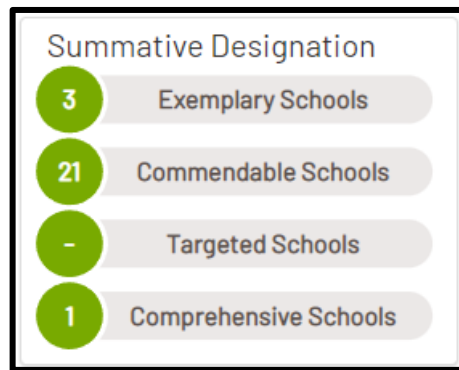 Summative Designation
3 Exemplary Schools
21 Commendable Schools
- Targeted Schools
1 Comprehensive Schools